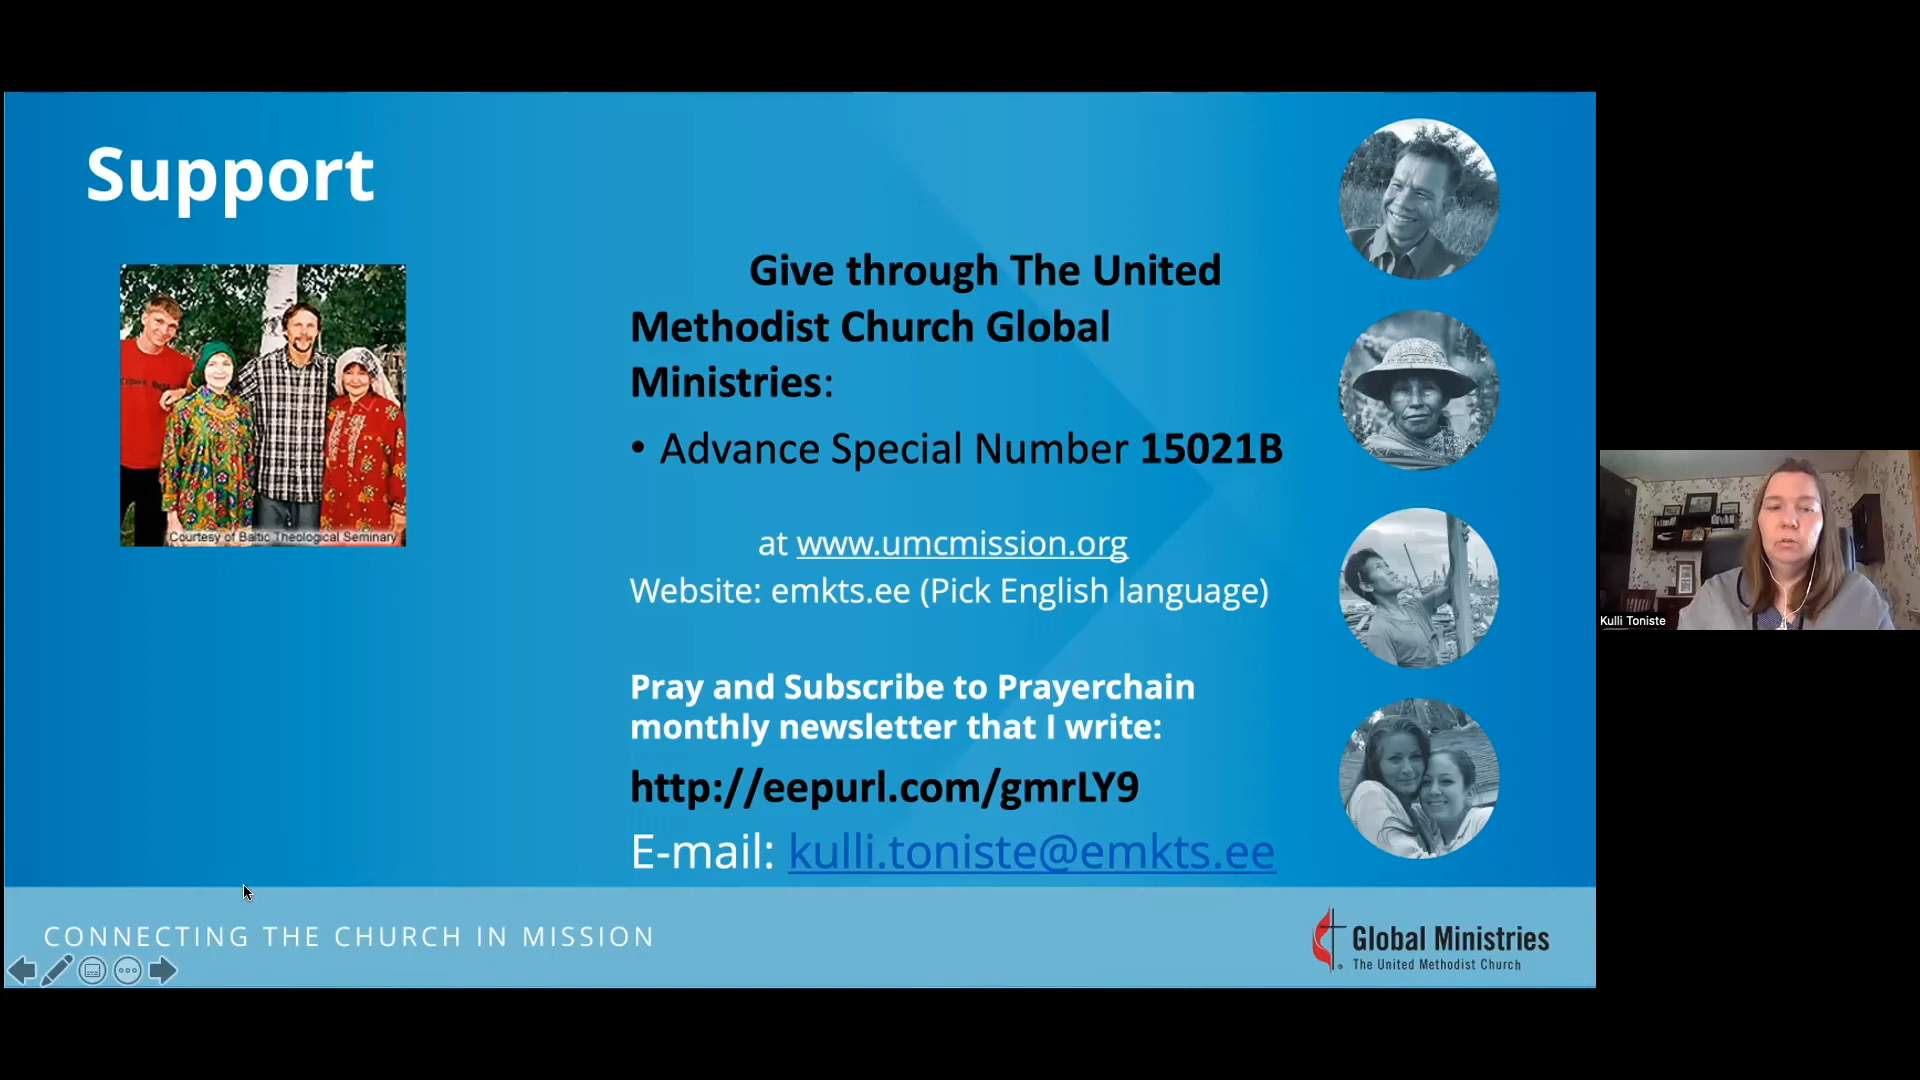 Support
Courtesy of Baltic Theological Seminary
Give through The United
Methodist Church Global
Ministries:
• Advance Special Number 15021B
at www.umcmission.org
Website: emkts.ee (Pick English language)
Pray and Subscribe to Prayerchain
monthly newsletter that I write:
http://eepurl.com/gmrLY9
E-mail: kulli.toniste@emkts.ee
CONNECTING THE CHURCH IN MISSION
Global Ministries
The United Methodist Church
Kulli Toniste